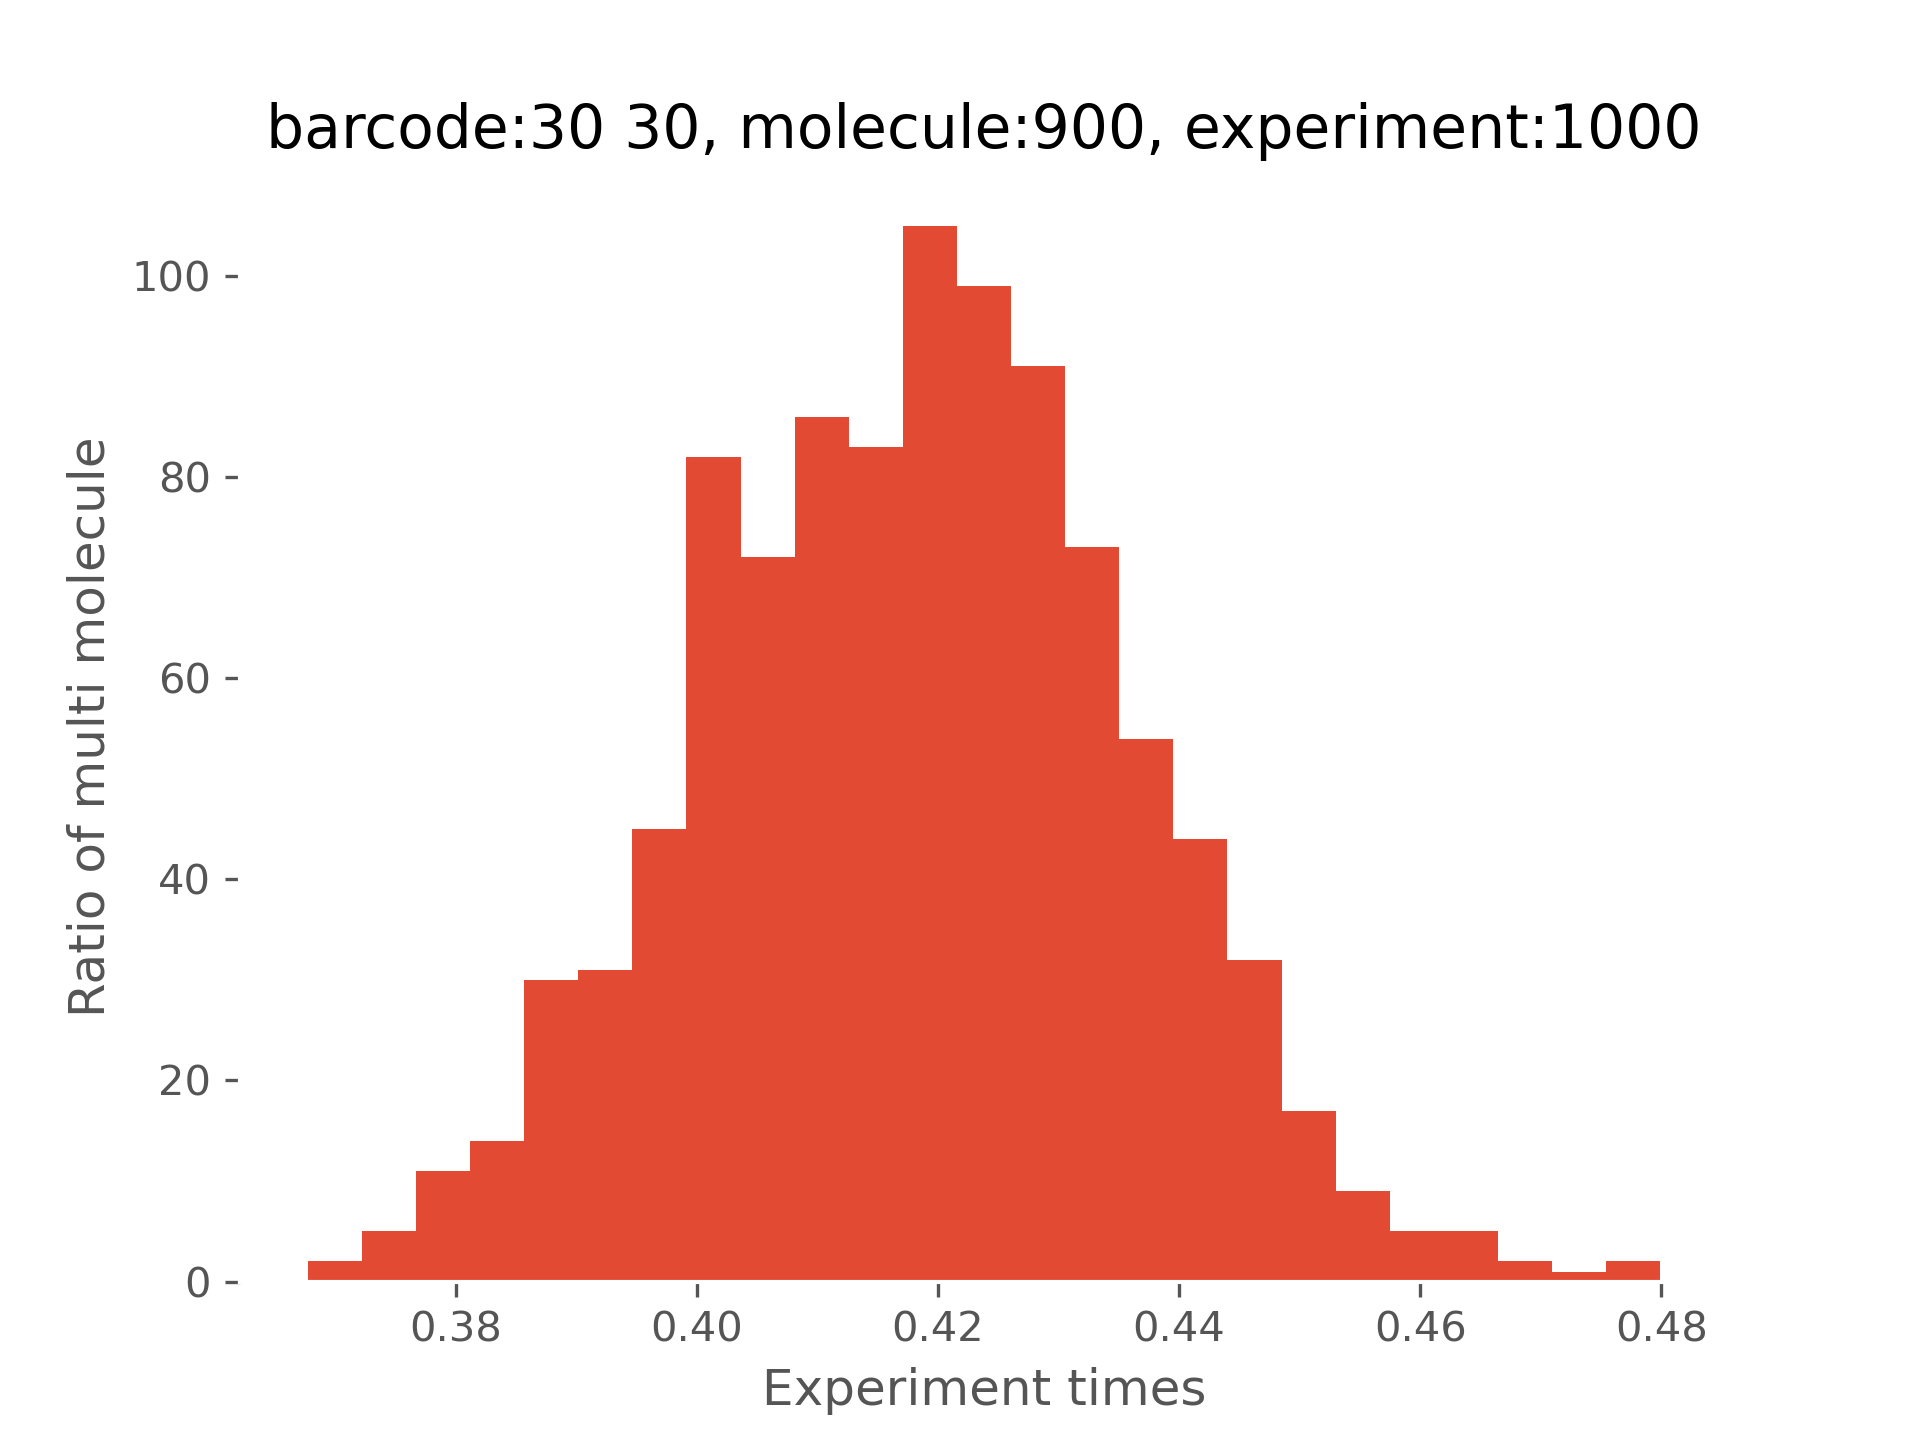 barcode:30 30, molecule:900, experiment:1000
Ratio of multi molecule
100
80
60
40
20
0
0.38 0.40 0.42 0.44 0.46 0.48
Experiment times